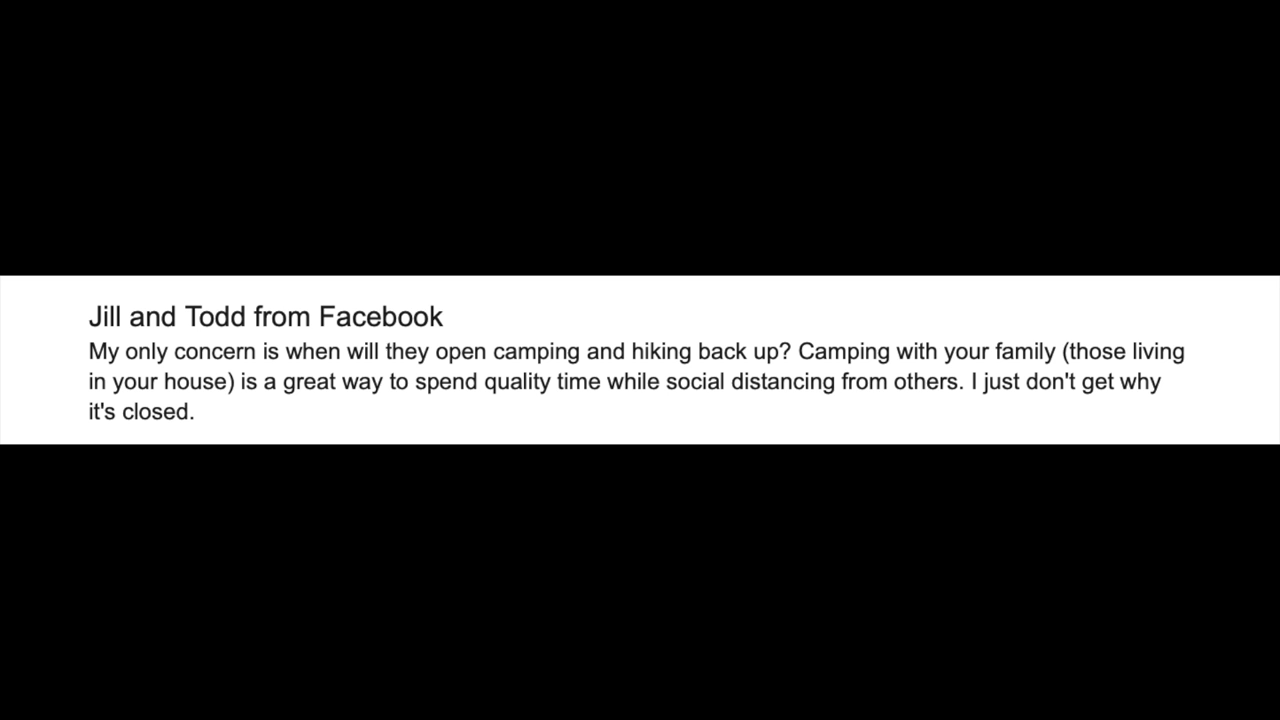 Jill and Todd from Facebook
My only concern is when will they open camping and hiking back up? Camping with your family (those living
in your house) is a great way to spend quality time while social distancing from others. I just don't get why
it's closed.